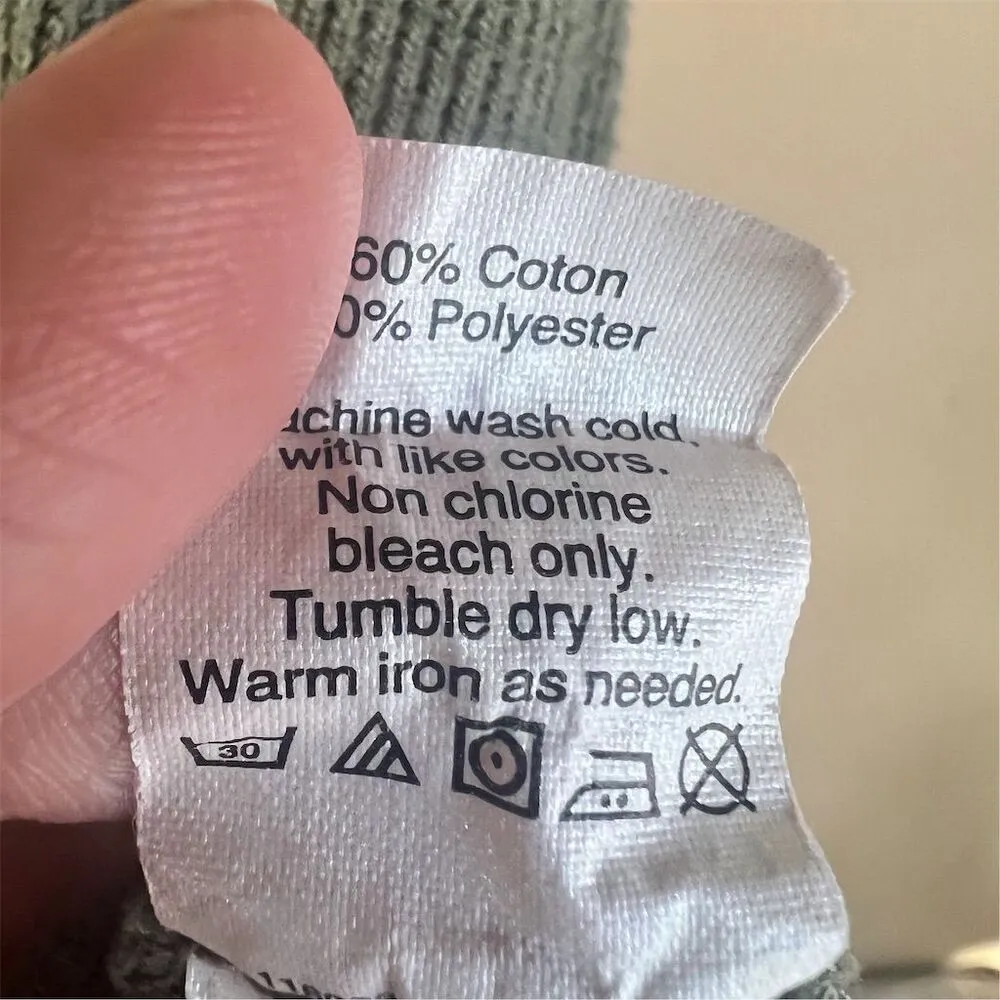 60% Coton
0% Polyester
achine wash cold,
with like colors.
Non chlorine
bleach only.
Tumble dry low.
Warm iron as needed.
30